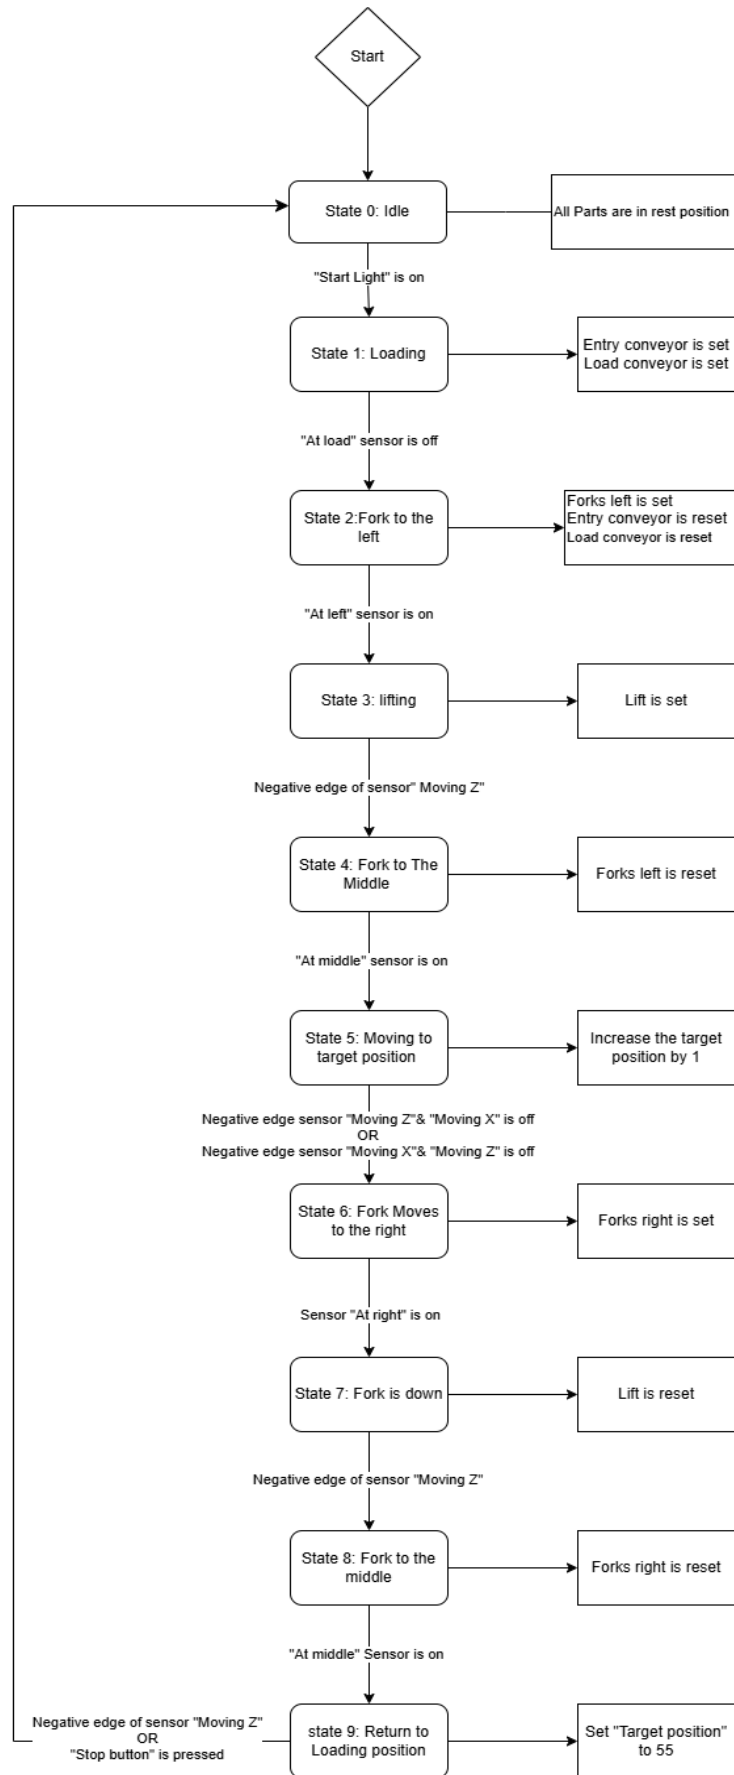 Start
State 0: Idle
All Parts are in rest position
"Start Light" is on
State 1: Loading
Entry conveyor is set
Load conveyor is set
"At load" sensor is off
State 2:Fork to the
left
Forks left is set
Entry conveyor is reset
Load conveyor is reset
"At left" sensor is on
State 3: lifting
Lift is set
Negative edge of sensor" Moving Z"
State 4: Fork to The
Middle
Forks left is reset
"At middle" sensor is on
State 5: Moving to
target position
Increase the target
position by 1
Negative edge sensor "Moving Z"& "Moving X" is off
OR
Negative edge sensor "Moving X"& "Moving Z" is off
State 6: Fork Moves
to the right
Forks right is set
Sensor "At right" is on
State 7: Fork is down
Lift is reset
Negative edge of sensor "Moving Z"
State 8: Fork to the
middle
Forks right is reset
"At middle" Sensor is on
state 9: Return to
Loading position
Set "Target position"
to 55
Negative edge of sensor "Moving Z"
OR
"Stop button" is pressed